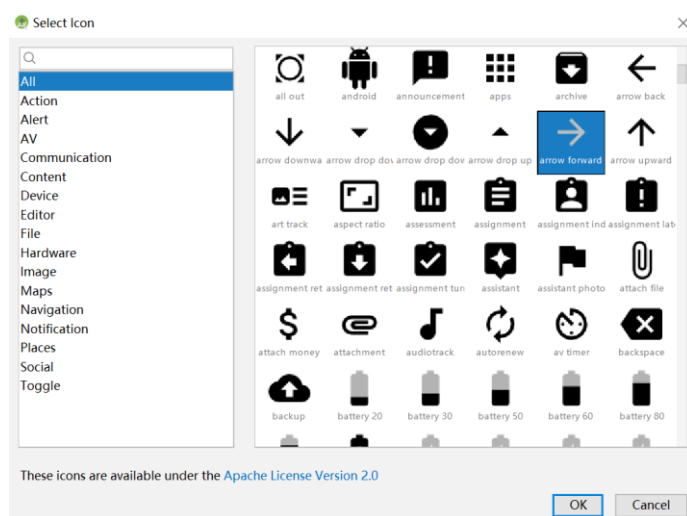 Select Icon
All
Action
Alert
AV
Communication
Content
Device
Editor
File
Hardware
Image
Maps
Navigation
Notification
Places
Social
Toggle
all out android announcement apps archive arrow back
arrow downwa arrow drop dov arrow drop dov arrow drop up arrow forward arrow upward
art track aspect ratio assessment assignment assignment ind assignment late
assignment ret assignment ret assignment turn assistant assistant photo attach file
attach money attachment audiotrack autorenew av timer backspace
backup battery 20 battery 30 battery 50 battery 60 battery 80
These icons are available under the Apache License Version 2.0
OK Cancel